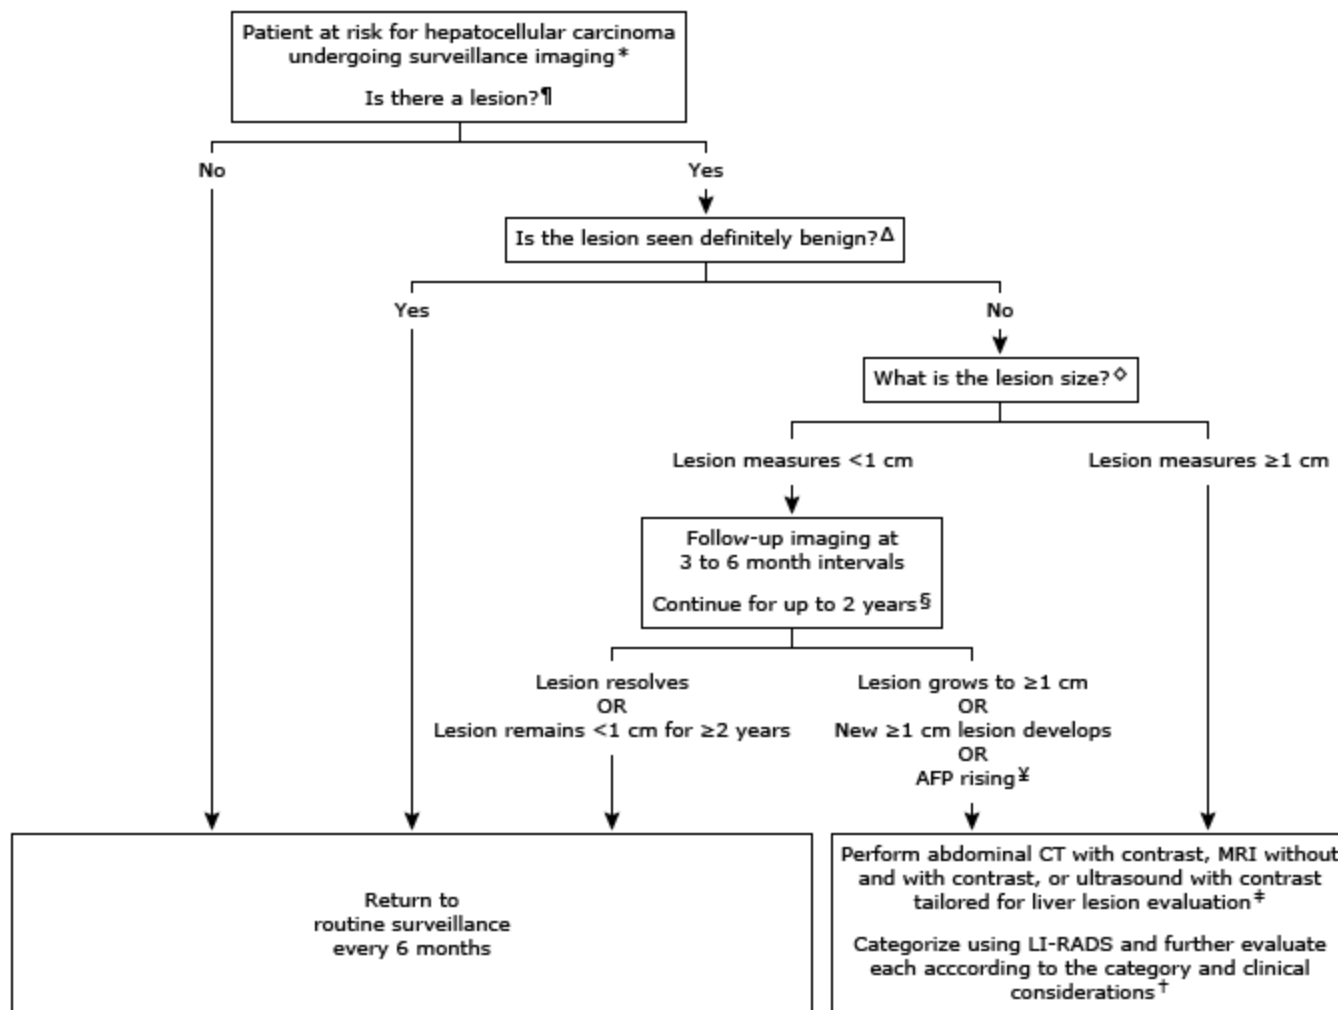 Patient at risk for hepatocellular carcinoma
undergoing surveillance imaging*
Is there a lesion?¶
No
Yes
Is the lesion seen definitely benign?Δ
Yes
No
What is the lesion size?◇
Lesion measures <1 cm
Lesion measures ≥1 cm
Follow-up imaging at
3 to 6 month intervals
Continue for up to 2 years§
Lesion resolves
OR
Lesion remains <1 cm for ≥2 years
Lesion grows to ≥1 cm
OR
New ≥1 cm lesion develops
OR
AFP rising¥
Return to
routine surveillance
every 6 months
Perform abdominal CT with contrast, MRI without
and with contrast, or ultrasound with contrast
tailored for liver lesion evaluation‡
Categorize using LI-RADS and further evaluate
each acccording to the category and clinical
considerations†